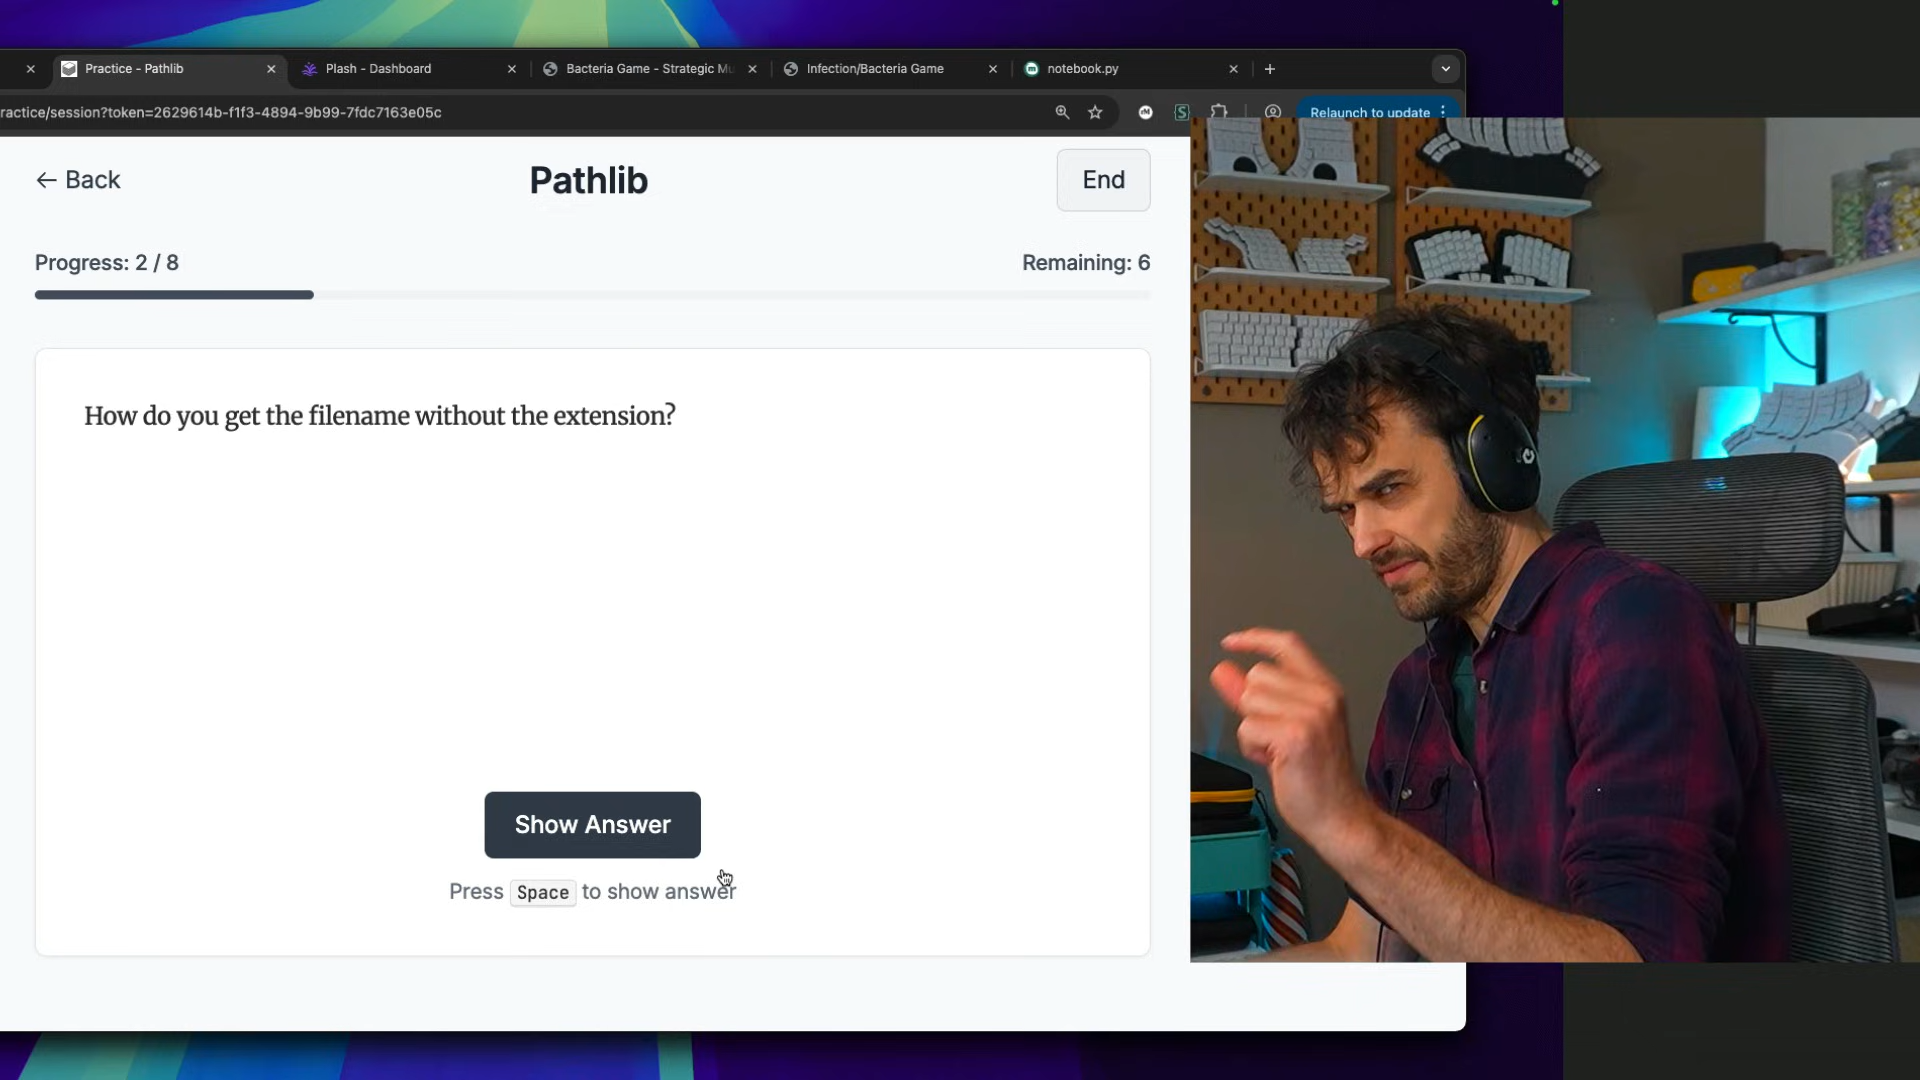 Practice - Pathlib
Plash - Dashboard
Bacteria Game - Strategic Mu
Infection/Bacteria Game
notebook.py
ractice/session?token=2629614b-f1f3-4894-9b99-7fdc7163e05c
Relaunch to update
← Back
Pathlib
End
Progress: 2 / 8
Remaining: 6
How do you get the filename without the extension?
Show Answer
Press Space to show answer